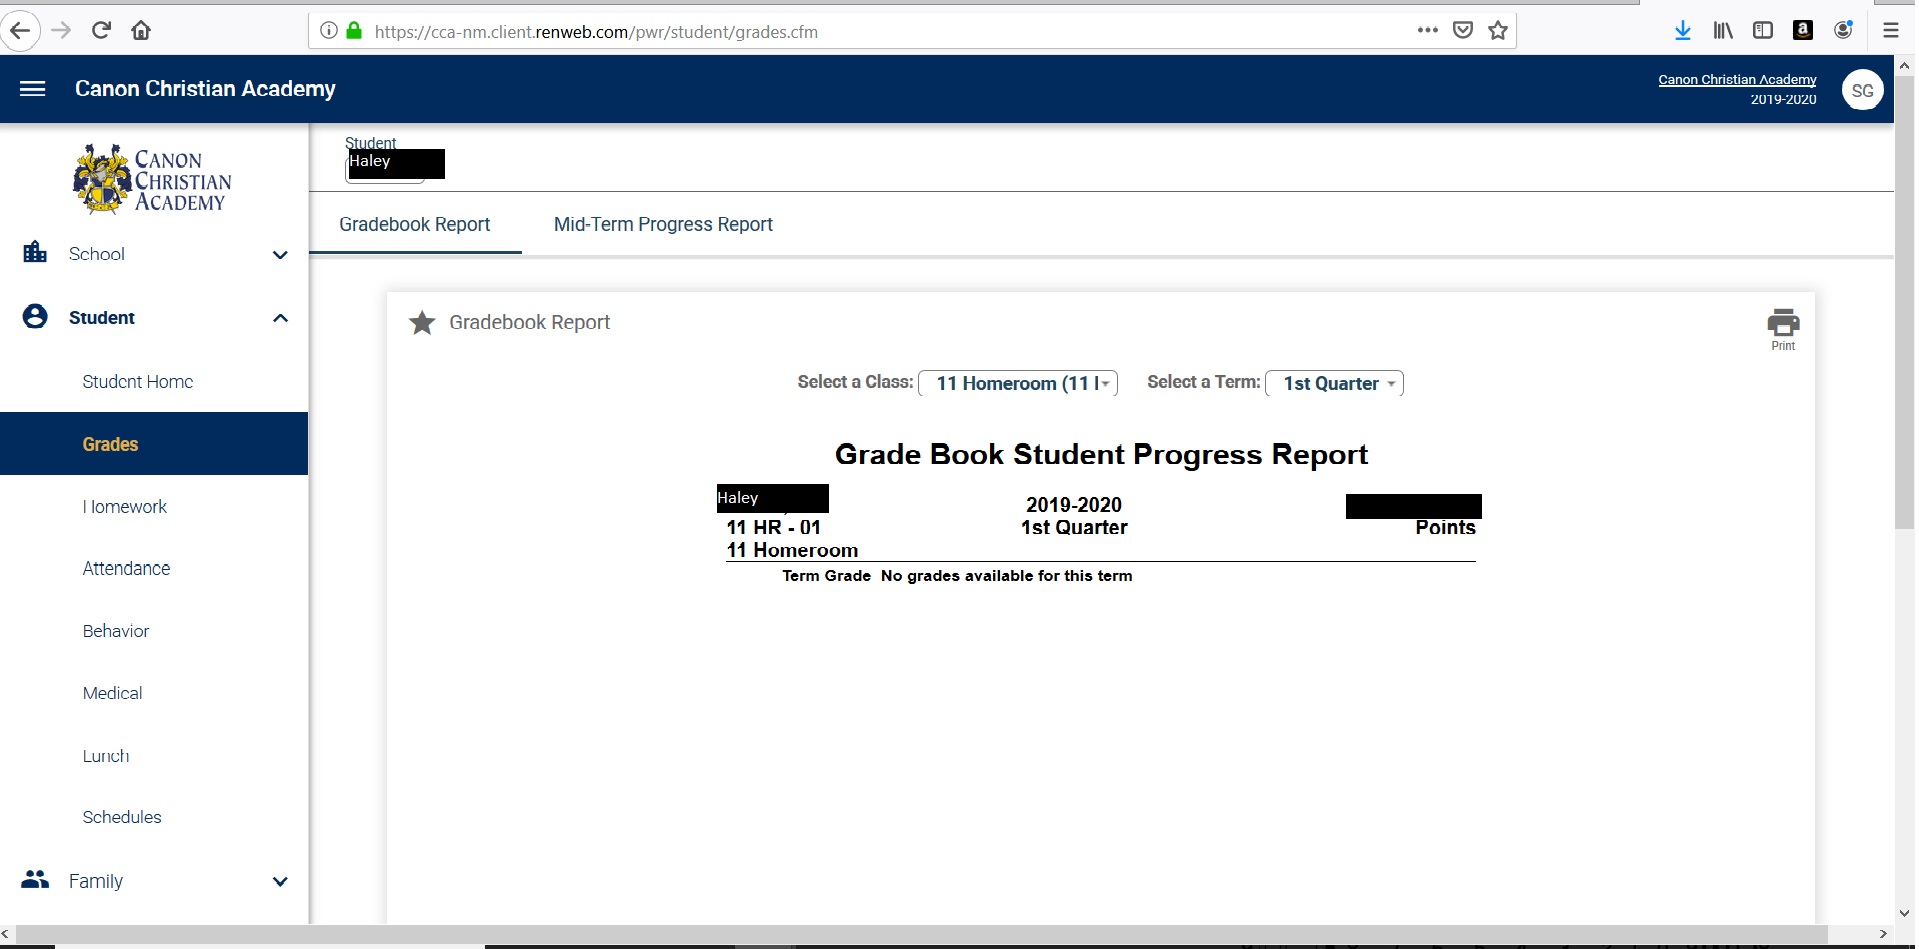 https://cca-nm.client.renweb.com/pwr/student/grades.cfm
a
Canon Christian Academy
Canon Christian Academy
2019-2020
SG
CANON
CHRISTIAN
ACADEMY
School
Student
Student Home
Grades
Homework
Attendance
Behavior
Medical
Lunch
Schedules
Family
Student
Haley
Gradebook Report
Mid-Term Progress Report
Gradebook Report
Print
Select a Class: 11 Homeroom (11 Select a Term: 1st Quarter
Grade Book Student Progress Report
Haley 2019-2020
11 HR - 01 1st Quarter Points
11 Homeroom
Term Grade No grades available for this term